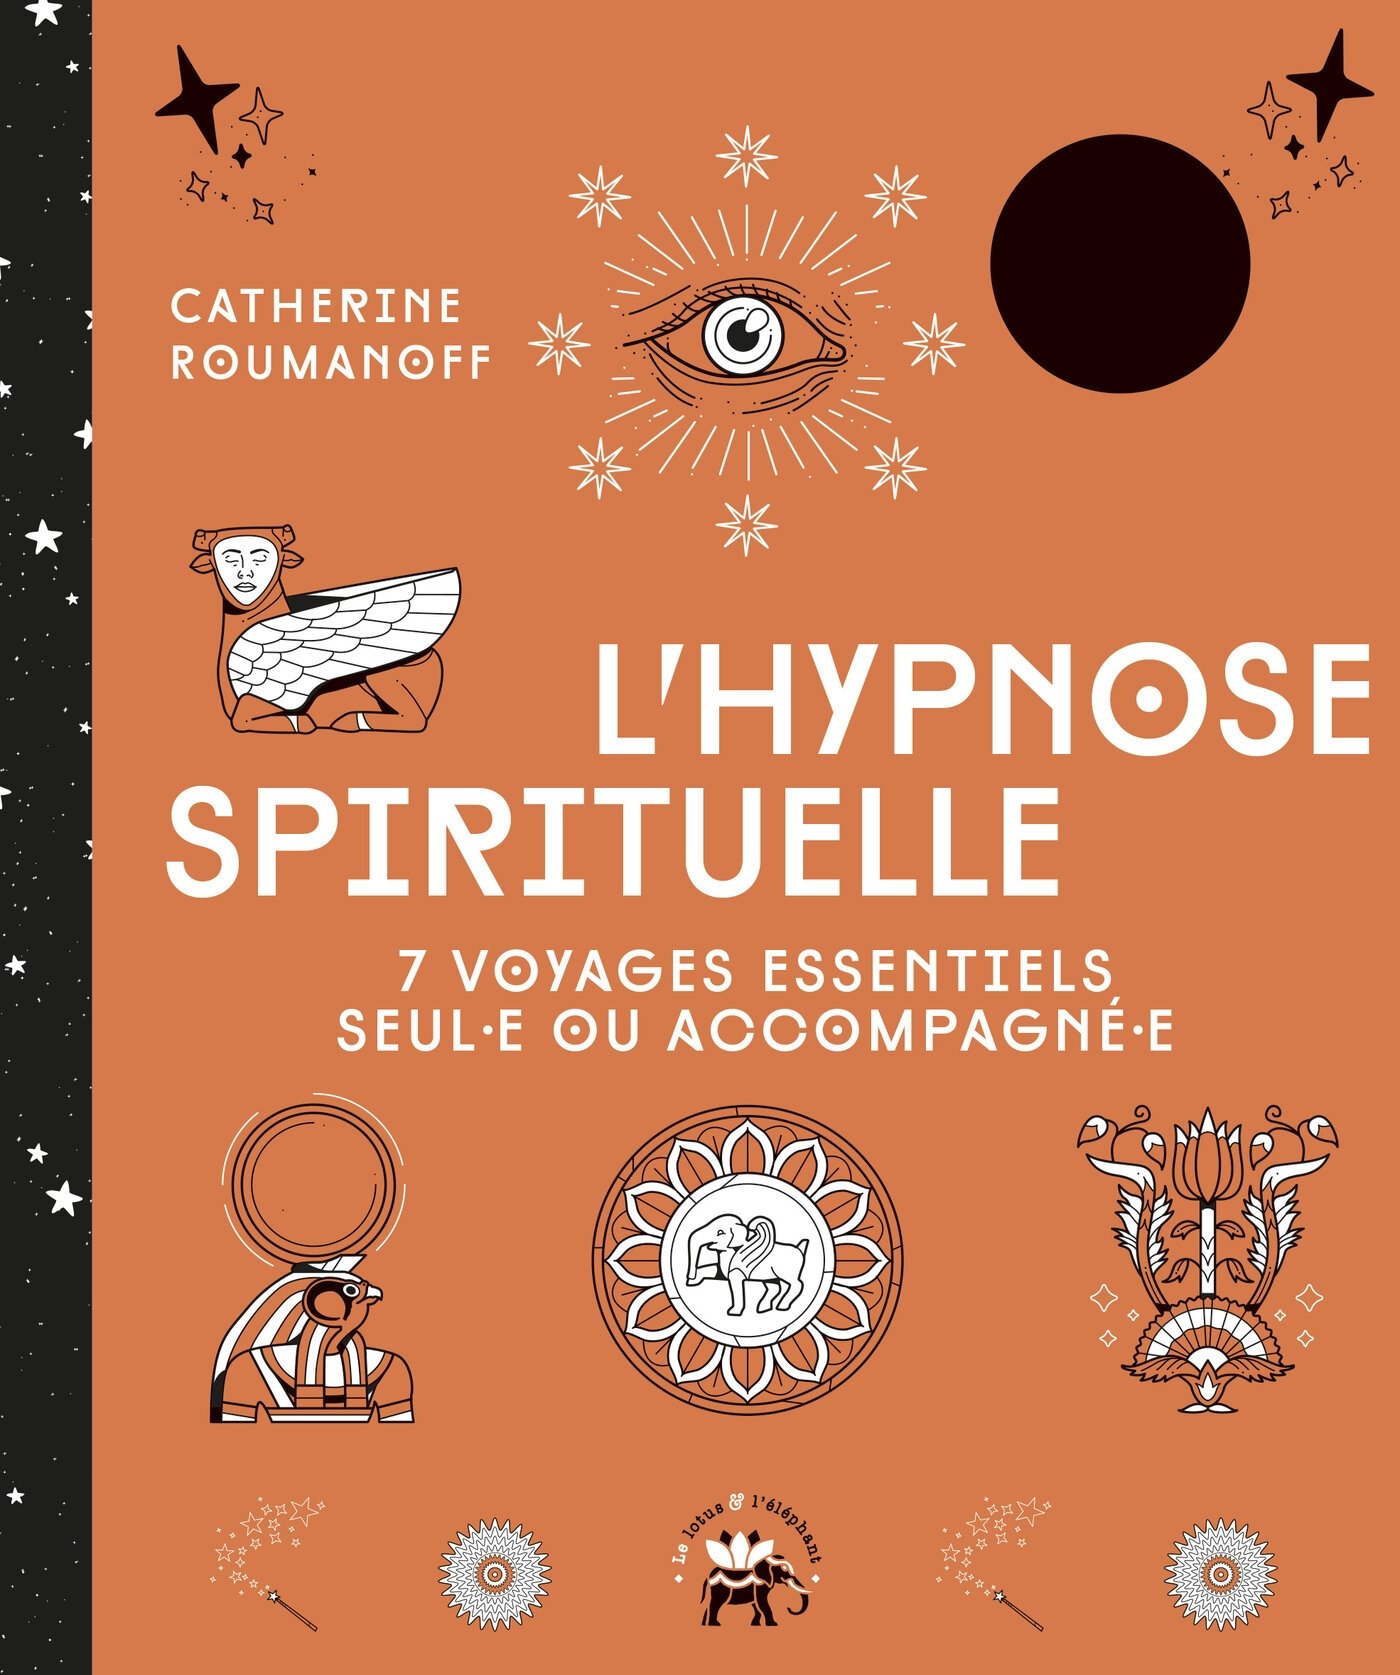 CATHERINE
ROUMANOFF
L'HYPNOSE
SPIRITUELLE
7 VOYAGES ESSENTIELS
SEUL·E OU ACCOMPAGNÉ·E
Le lotus & l'éléphant